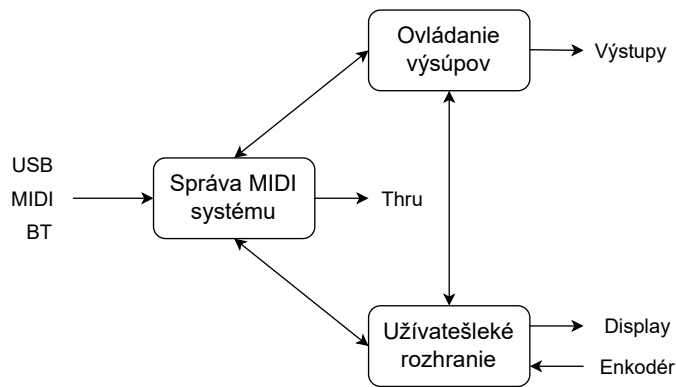 Ovládanie
výsúpov
Výstupy
USB
MIDI
BT
Správa MIDI
systému
Thru
Užívatešleké
rozhranie
Display
Enkodér